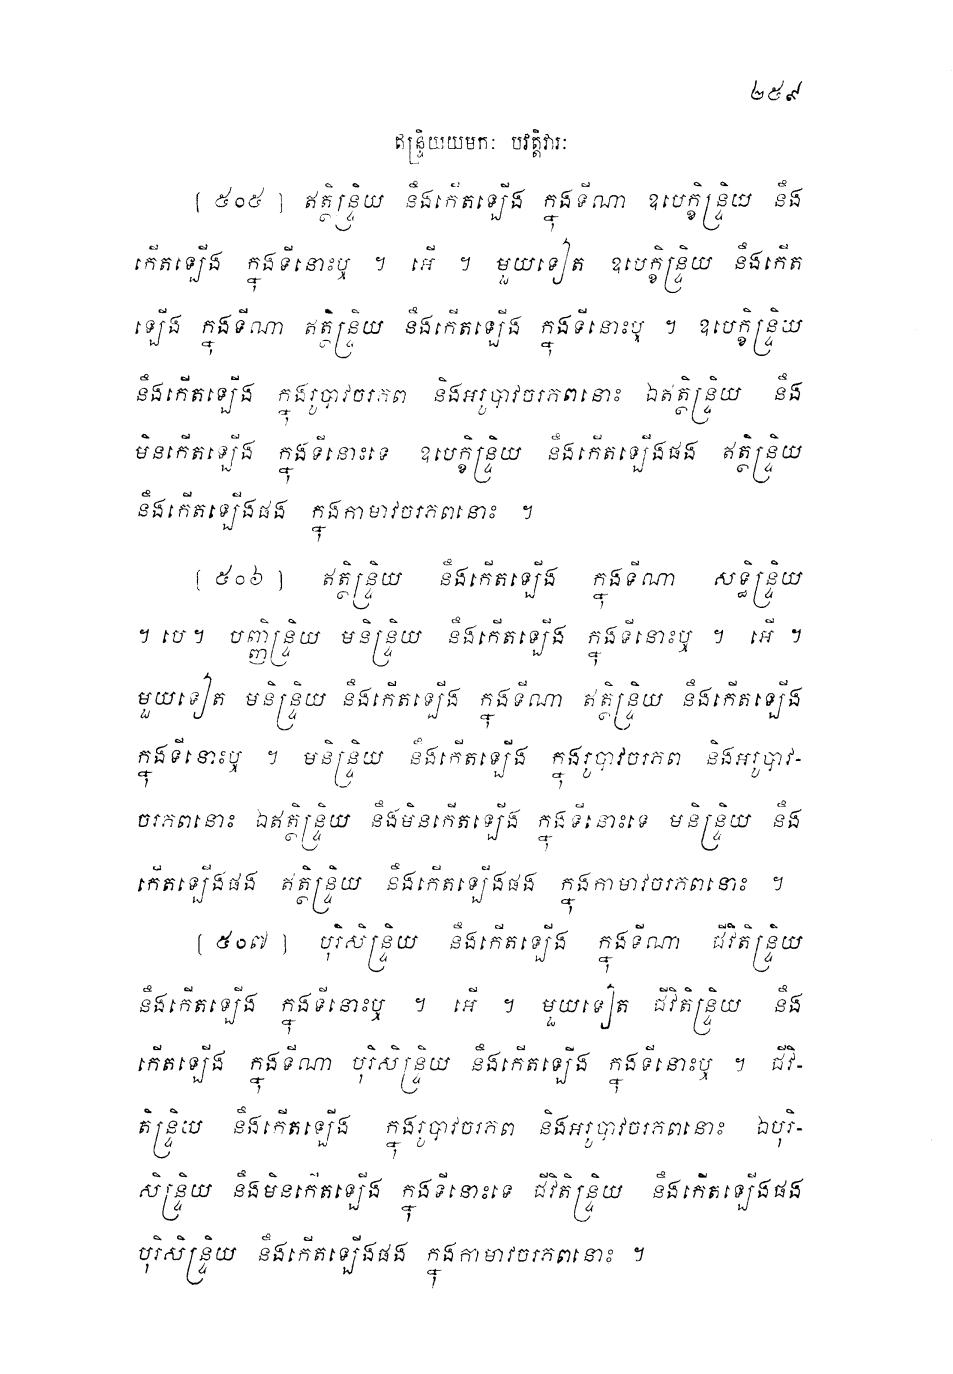 ២៥៩
ឥន្ទ្រិយយមកៈ បវត្តិវារៈ
[ ៥០៥ ] ឥត្ថិន្ទ្រិយ នឹងកើតឡើង ក្នុងទីណា ឧបេក្ខិន្ទ្រិយ នឹង
កើតឡើង ក្នុងទីនោះឬ ។ អើ ។ មួយទៀត ឧបេក្ខិន្ទ្រិយ នឹងកើត
ឡើង ក្នុងទីណា ឥត្ថិន្ទ្រិយ នឹងកើតឡើង ក្នុងទីនោះឬ ។ ឧបេក្ខិន្ទ្រិយ
នឹងកើតឡើង ក្នុងរូបាវចរភព និងអរូបាវចរភពនោះ ឯឥត្ថិន្ទ្រិយ នឹង
មិនកើតឡើង ក្នុងទីនោះទេ ឧបេក្ខិន្ទ្រិយ នឹងកើតឡើងផង ឥត្ថិន្ទ្រិយ
នឹងកើតឡើងផង ក្នុងកាមាវចរភពនោះ ។
[ ៥០៦ ] ឥត្ថិន្ទ្រិយ នឹងកើតឡើង ក្នុងទីណា សទ្ធិន្ទ្រិយ
។ បេ ។ បញ្ញិន្ទ្រិយ មនិន្ទ្រិយ នឹងកើតឡើង ក្នុងទីនោះឬ ។ អើ ។
មួយទៀត មនិន្ទ្រិយ នឹងកើតឡើង ក្នុងទីណា ឥត្ថិន្ទ្រិយ នឹងកើតឡើង
ក្នុងទីនោះឬ ។ មនិន្ទ្រិយ នឹងកើតឡើង ក្នុងរូបាវចរភព និងអរូបាវ-
ចរភពនោះ ឯឥត្ថិន្ទ្រិយ នឹងមិនកើតឡើង ក្នុងទីនោះទេ មនិន្ទ្រិយ នឹង
កើតឡើងផង ឥត្ថិន្ទ្រិយ នឹងកើតឡើងផង ក្នុងកាមាវចរភពនោះ ។
[ ៥០៧ ] បុរិសិន្ទ្រិយ នឹងកើតឡើង ក្នុងទីណា ជីវិតិន្ទ្រិយ
នឹងកើតឡើង ក្នុងទីនោះឬ ។ អើ ។ មួយទៀត ជីវិតិន្ទ្រិយ នឹង
កើតឡើង ក្នុងទីណា បុរិសិន្ទ្រិយ នឹងកើតឡើង ក្នុងទីនោះឬ ។ ជីវិ-
តិន្ទ្រិយ នឹងកើតឡើង ក្នុងរូបាវចរភព និងអរូបាវចរភពនោះ ឯបុរិ-
សិន្ទ្រិយ នឹងមិនកើតឡើង ក្នុងទីនោះទេ ជីវិតិន្ទ្រិយ នឹងកើតឡើងផង
បុរិសិន្ទ្រិយ នឹងកើតឡើងផង ក្នុងកាមាវចរភពនោះ ។